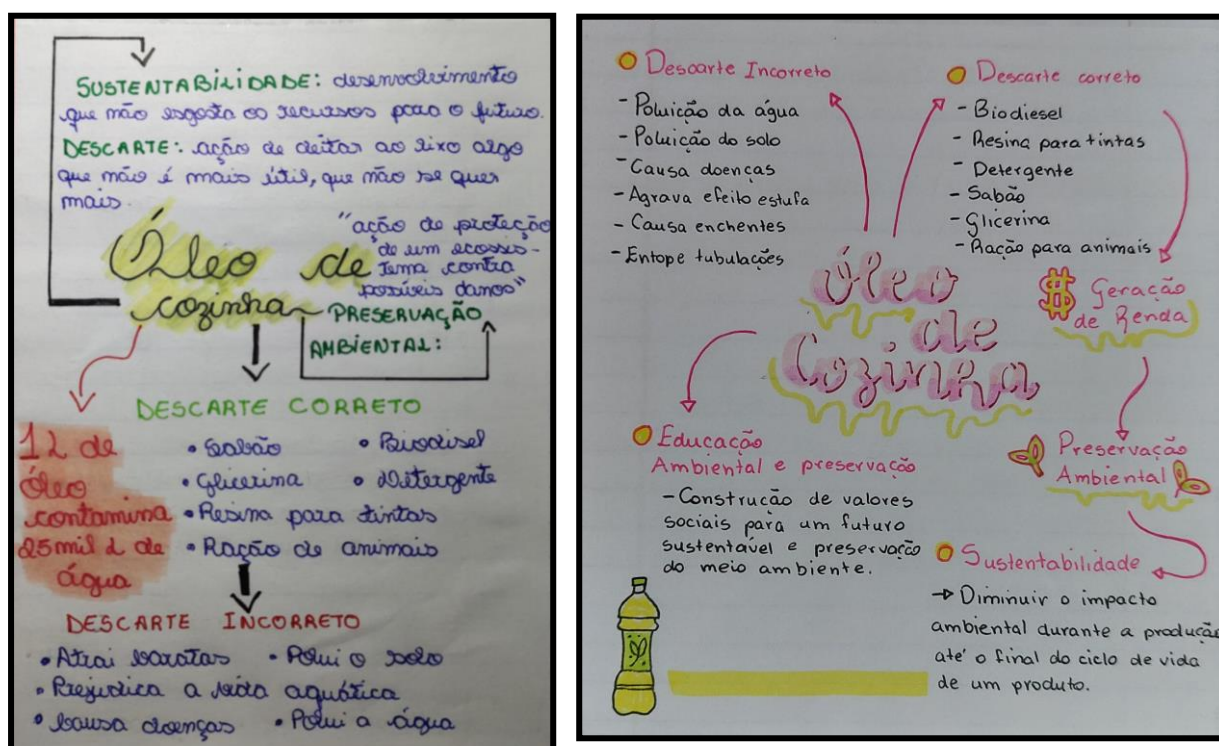 SUSTENTABILIDADE: desenvolvimento
que não esgosta os recursos para o futuro.
DESCARTE: ação de deitar ao lixo algo
que não é mais útil, que não se quer
mais.
Óleo de
cozinha
"ação de proteção
de um ecossis-
tema contra
possíveis danos"
PRESERVAÇÃO
AMBIENTAL:
DESCARTE CORRETO
1L de
óleo
contamina
25mil L de
água
• Sabão
• Biodisel
• Glicerina
• Detergente
• Resina para tintas
• Ração de animais
DESCARTE INCORRETO
• Atrai baratas • Polui o solo
• Prejudica a vida aquática
• Causa doenças • Polui a água
Descarte Incorreto
- Poluição da água
- Poluição do solo
- Causa doenças
- Agrava efeito estufa
- Causa enchentes
- Entope tubulações
Descarte correto
- Biodiesel
- Resina para tintas
- Detergente
- Sabão
- Glicerina
- Ração para animais
Óleo
de
Cozinha
$ Geração
de Renda
Educação
Ambiental e preservação
- Construção de valores
sociais para um futuro
sustentável e preservação
do meio ambiente.
Preservação
Ambiental
Sustentabilidade
→ Diminuir o impacto
ambiental durante a produção
até o final do ciclo de vida
de um produto.